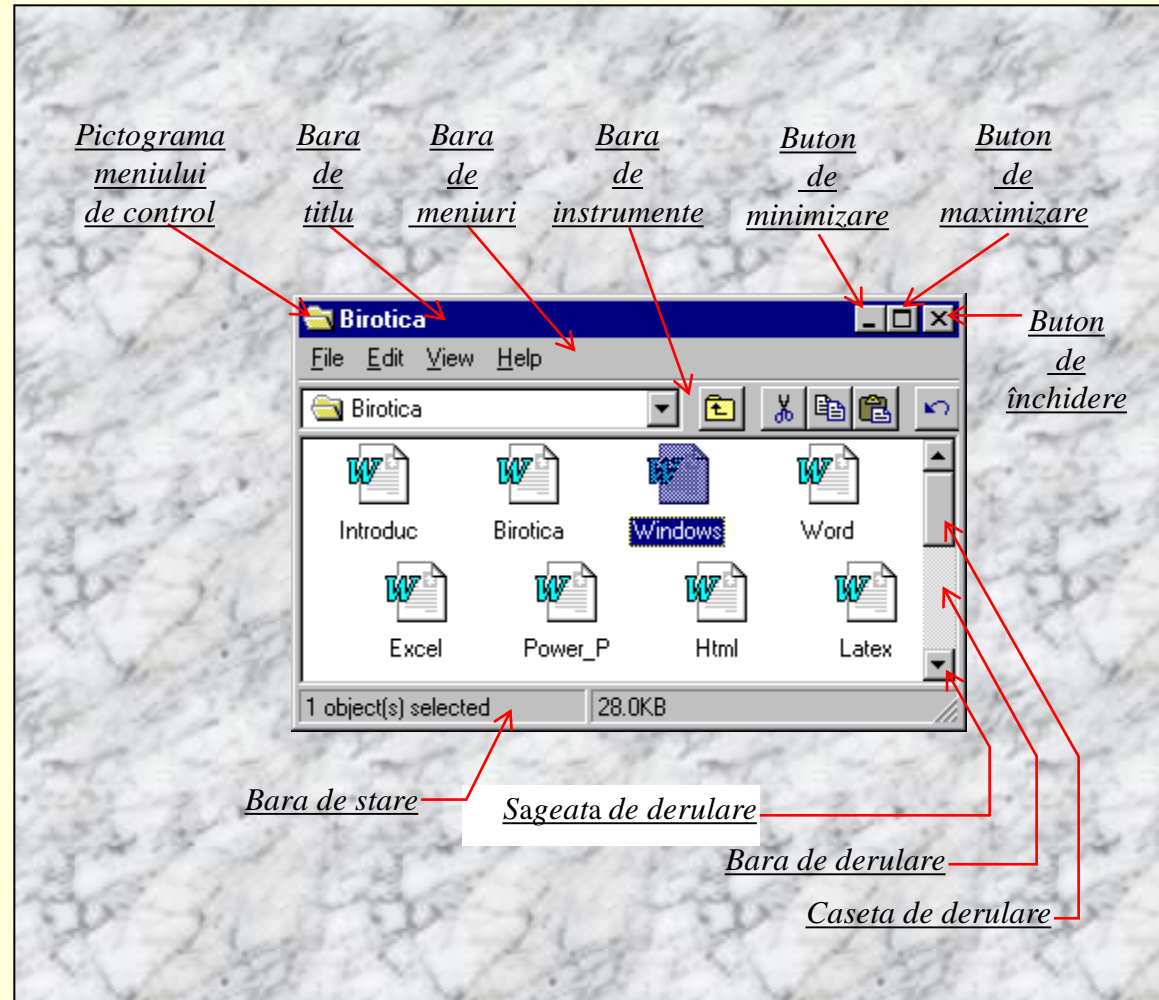 Pictograma
meniului
de control
Bara
de
titlu
Bara
de
meniuri
Bara
de
instrumente
Buton
de
minimizare
Buton
de
maximizare
Birotica
Buton
de
închidere
File Edit View Help
Birotica
Introduc Birotica Windows Word
Excel Power_P Html Latex
1 object(s) selected 28.0KB
Bara de stare
Sageata de derulare
Bara de derulare
Caseta de derulare